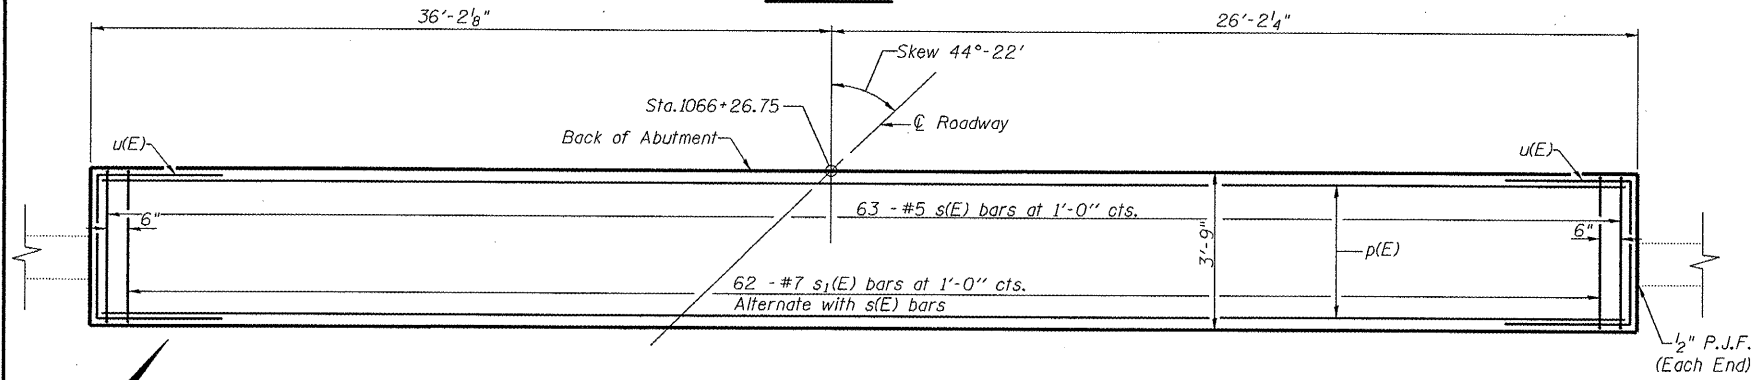 36'-2⅛" 26'-2¼"
Skew 44°-22'
Sta.1066+26.75
℄ Roadway
Back of Abutment
u(E) u(E)
63 - #5 s(E) bars at 1'-0" cts.
6" 6"
3'-9"
p(E)
62 - #7 s₁(E) bars at 1'-0" cts.
Alternate with s(E) bars
½" P.J.F.
(Each End)